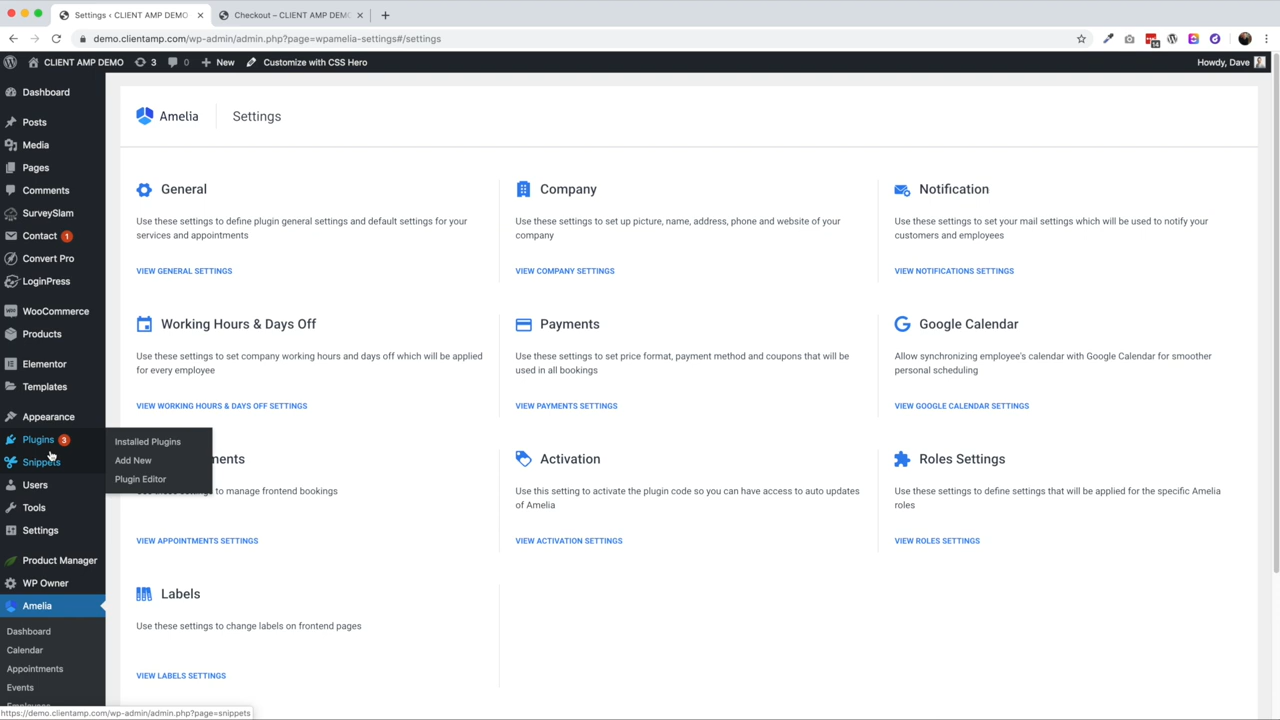 Settings ‹ CLIENT AMP DEMO
Checkout – CLIENT AMP DEM
demo.clientamp.com/wp-admin/admin.php?page=wpamelia-settings#/settings
14
CLIENT AMP DEMO
3
0
New
Customize with CSS Hero
Howdy, Dave
Dashboard
Posts
Media
Pages
Comments
SurveySlam
Contact 1
Convert Pro
LoginPress
WooCommerce
Products
Elementor
Templates
Appearance
Plugins 3
Snippets
Users
Tools
Settings
Product Manager
WP Owner
Amelia
Dashboard
Calendar
Appointments
Events
Installed Plugins
Add New
Plugin Editor
Amelia
Settings
General
Use these settings to define plugin general settings and default settings for your
services and appointments
VIEW GENERAL SETTINGS
Company
Use these settings to set up picture, name, address, phone and website of your
company
VIEW COMPANY SETTINGS
Notification
Use these settings to set your mail settings which will be used to notify your
customers and employees
VIEW NOTIFICATIONS SETTINGS
Working Hours & Days Off
Use these settings to set company working hours and days off which will be applied
for every employee
VIEW WORKING HOURS & DAYS OFF SETTINGS
Payments
Use these settings to set price format, payment method and coupons that will be
used in all bookings
VIEW PAYMENTS SETTINGS
Google Calendar
Allow synchronizing employee's calendar with Google Calendar for smoother
personal scheduling
VIEW GOOGLE CALENDAR SETTINGS
ments
Use these settings to manage frontend bookings
VIEW APPOINTMENTS SETTINGS
Activation
Use this setting to activate the plugin code so you can have access to auto updates
of Amelia
VIEW ACTIVATION SETTINGS
Roles Settings
Use these settings to define settings that will be applied for the specific Amelia
roles
VIEW ROLES SETTINGS
Labels
Use these settings to change labels on frontend pages
VIEW LABELS SETTINGS
https://demo.clientamp.com/wp-admin/admin.php?page=snippets